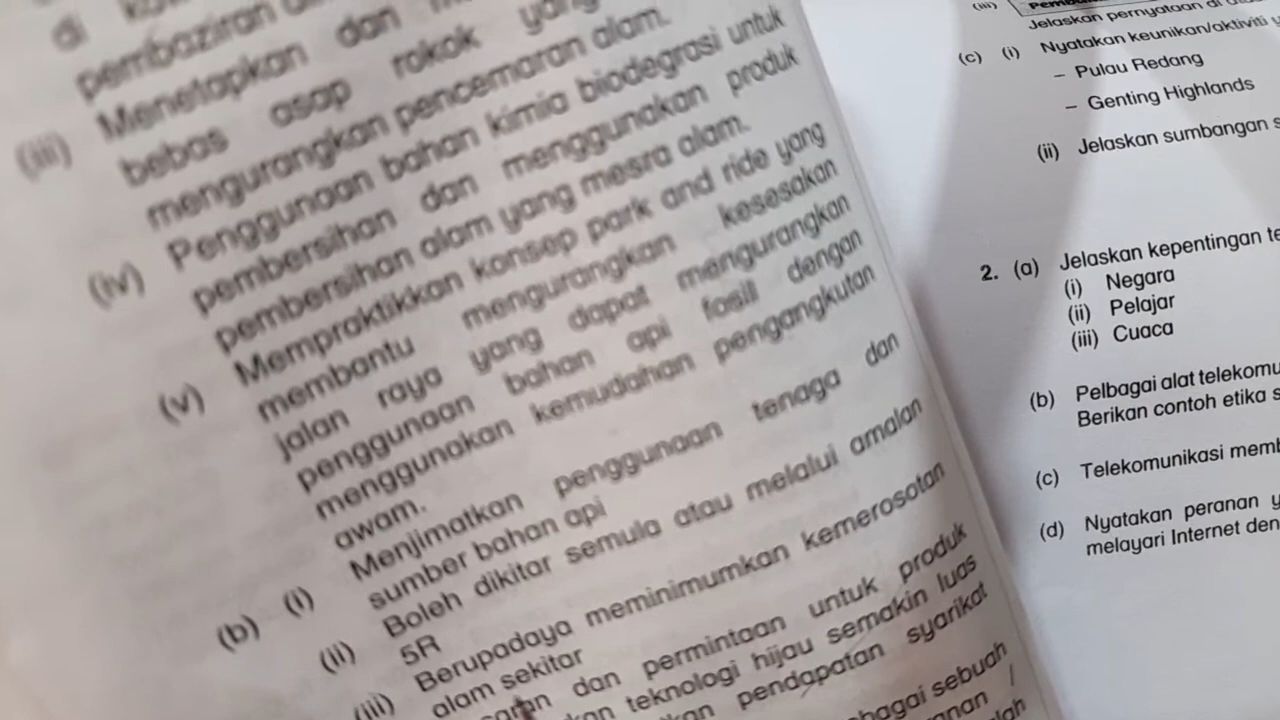 di
pembaziran
(iii) Menetapkan dan
bebas asap rokok yang
mengurangkan pencemaran alam.
(iv) Penggunaan bahan kimia biodegrasi untuk
pembersihan dan menggunakan produk
pembersihan alam yang mesra alam.
(v) Mempraktikkan konsep park and ride yang
membantu mengurangkan kesesakan
jalan raya yang dapat mengurangkan
penggunaan bahan api fosil dengan
menggunakan kemudahan pengangkutan
awam.
(b) (i) Menjimatkan penggunaan tenaga dan
sumber bahan api
(ii) Boleh dikitar semula atau melalui amalan
5R
(iii) Berupadaya meminimumkan kemerosotan
alam sekitar
dan permintaan untuk produk
teknologi hijau semakin luas
pendapatan syarikat
sebuah
(iii)
Jelaskan pernyataan di
(c) (i) Nyatakan keunikan/aktiviti
– Pulau Redang
– Genting Highlands
(ii) Jelaskan sumbangan
2. (a) Jelaskan kepentingan
(i) Negara
(ii) Pelajar
(iii) Cuaca
(b) Pelbagai alat telekomu
Berikan contoh etika
(c) Telekomunikasi mem
(d) Nyatakan peranan
melayari Internet den